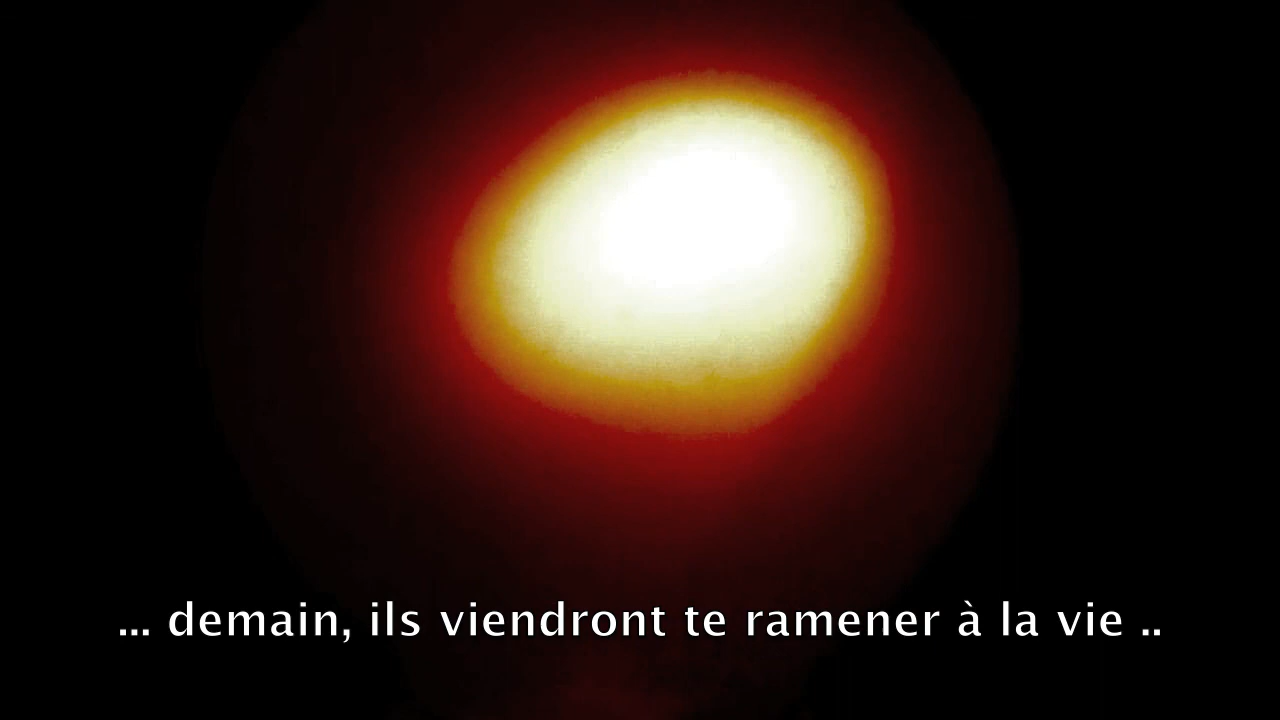 ... demain, ils viendront te ramener à la vie ..